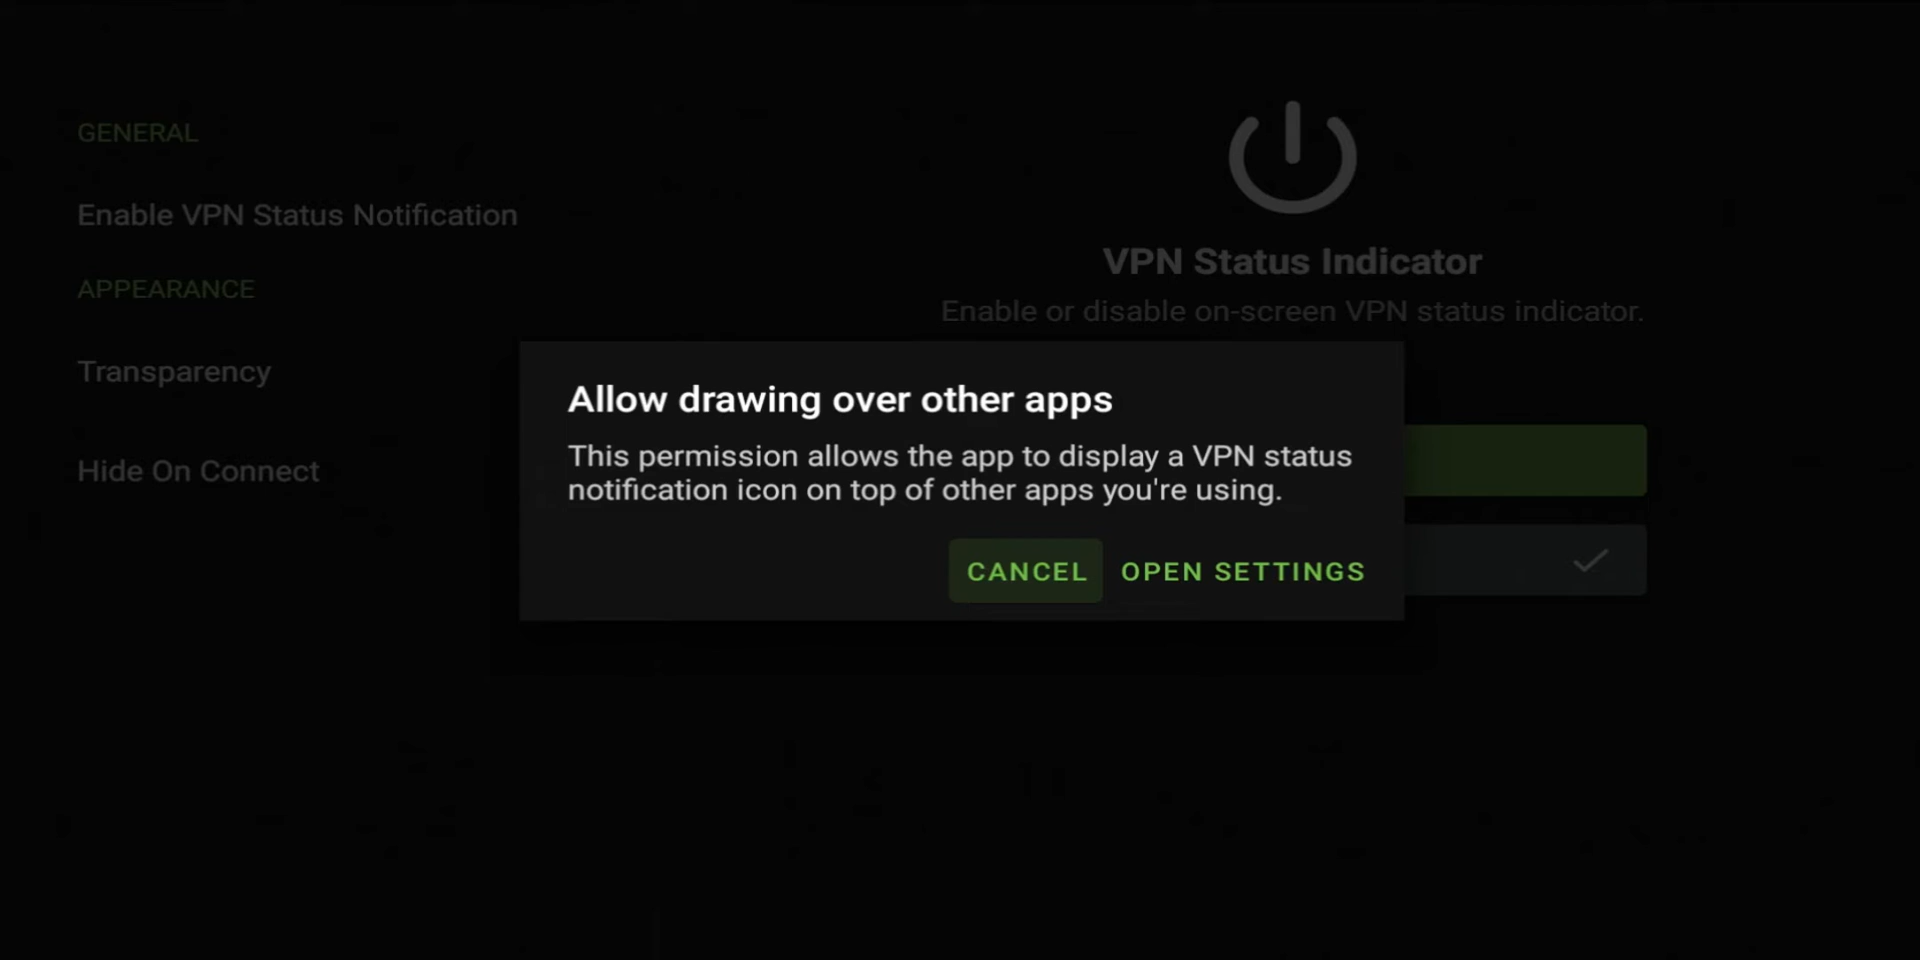 GENERAL
Enable VPN Status Notification
APPEARANCE
Transparency
Hide On Connect
VPN Status Indicator
Enable or disable on-screen VPN status indicator.
Allow drawing over other apps
This permission allows the app to display a VPN status
notification icon on top of other apps you're using.
CANCEL OPEN SETTINGS